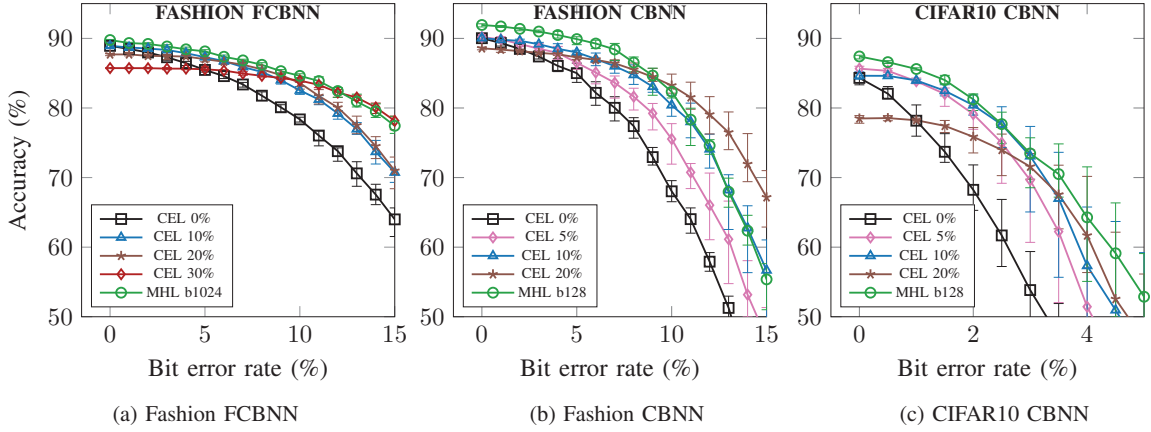 FASHION FCBNN
Accuracy (%)
90
80
70
60
50
CEL 0%
CEL 10%
CEL 20%
CEL 30%
MHL b1024
0
5
10
15
Bit error rate (%)
(a) Fashion FCBNN
FASHION CBNN
90
80
70
60
50
CEL 0%
CEL 5%
CEL 10%
CEL 20%
MHL b128
0
5
10
15
Bit error rate (%)
(b) Fashion CBNN
CIFAR10 CBNN
90
80
70
60
50
CEL 0%
CEL 5%
CEL 10%
CEL 20%
MHL b128
0
2
4
Bit error rate (%)
(c) CIFAR10 CBNN